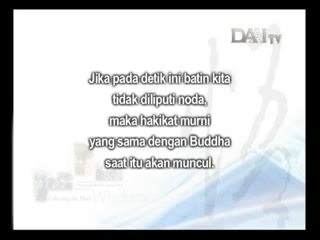 DAAI TV
Jika pada detik ini batin kita
tidak diliputi noda,
maka hakikat murni
yang sama dengan Buddha
saat itu akan muncul.